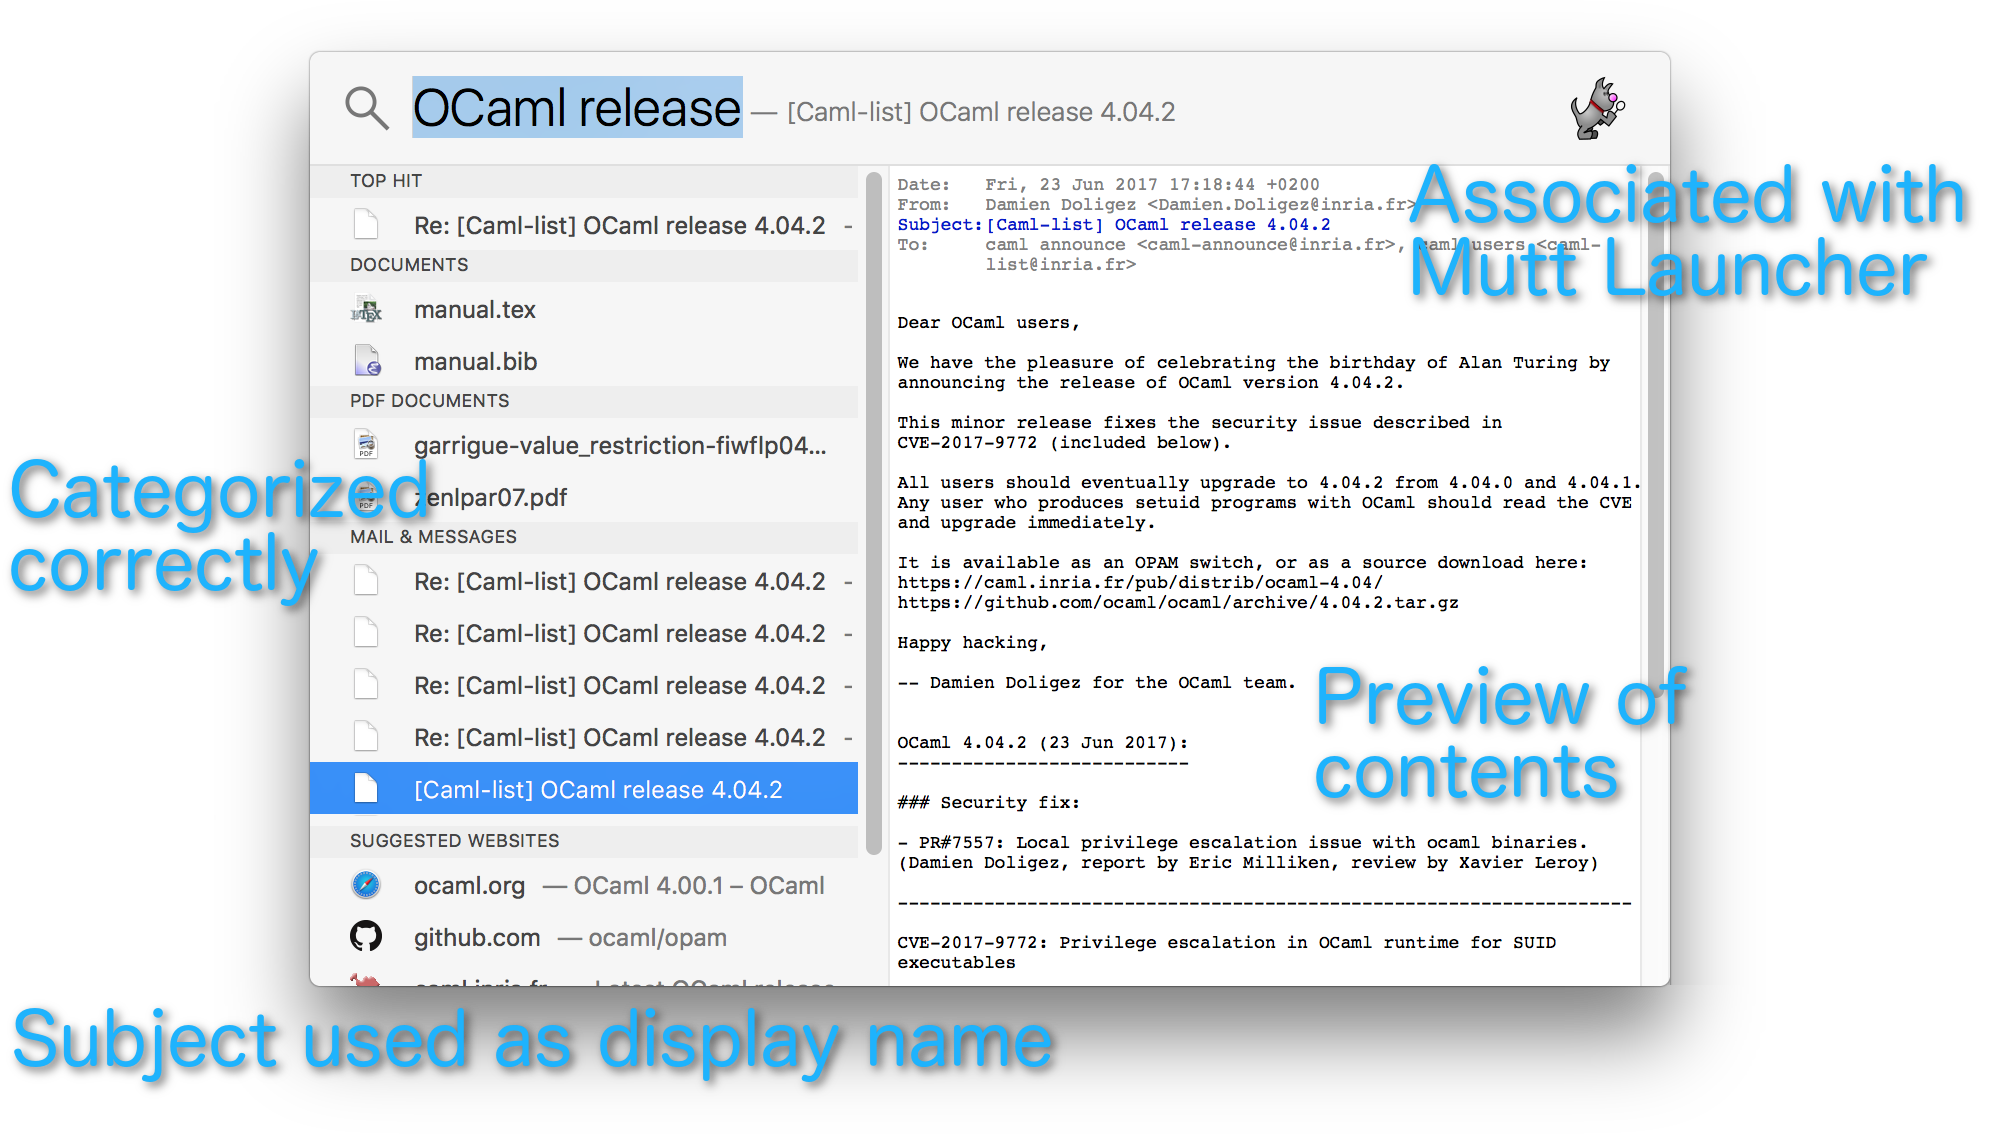 OCaml release — [Caml-list] OCaml release 4.04.2
TOP HIT
Re: [Caml-list] OCaml release 4.04.2 -
DOCUMENTS
manual.tex
manual.bib
PDF DOCUMENTS
garrigue-value_restriction-fiwflp04...
zenlpar07.pdf
MAIL & MESSAGES
Re: [Caml-list] OCaml release 4.04.2 -
Re: [Caml-list] OCaml release 4.04.2 -
Re: [Caml-list] OCaml release 4.04.2 -
Re: [Caml-list] OCaml release 4.04.2 -
[Caml-list] OCaml release 4.04.2
SUGGESTED WEBSITES
ocaml.org — OCaml 4.00.1 – OCaml
github.com — ocaml/opam
caml.inria.fr — Latest OCaml release
Date: Fri, 23 Jun 2017 17:18:44 +0200
From: Damien Doligez <Damien.Doligez@inria.fr>
Subject: [Caml-list] OCaml release 4.04.2
To: caml announce <caml-announce@inria.fr>, caml users <caml-
list@inria.fr>
Dear OCaml users,
We have the pleasure of celebrating the birthday of Alan Turing by
announcing the release of OCaml version 4.04.2.
This minor release fixes the security issue described in
CVE-2017-9772 (included below).
All users should eventually upgrade to 4.04.2 from 4.04.0 and 4.04.1.
Any user who produces setuid programs with OCaml should read the CVE
and upgrade immediately.
It is available as an OPAM switch, or as a source download here:
https://caml.inria.fr/pub/distrib/ocaml-4.04/
https://github.com/ocaml/ocaml/archive/4.04.2.tar.gz
Happy hacking,
-- Damien Doligez for the OCaml team.
OCaml 4.04.2 (23 Jun 2017):
---------------------------
### Security fix:
- PR#7557: Local privilege escalation issue with ocaml binaries.
(Damien Doligez, report by Eric Milliken, review by Xavier Leroy)
--------------------------------------------------------------------
CVE-2017-9772: Privilege escalation in OCaml runtime for SUID
executables
Associated with
Mutt Launcher
Categorized
correctly
Preview of
contents
Subject used as display name